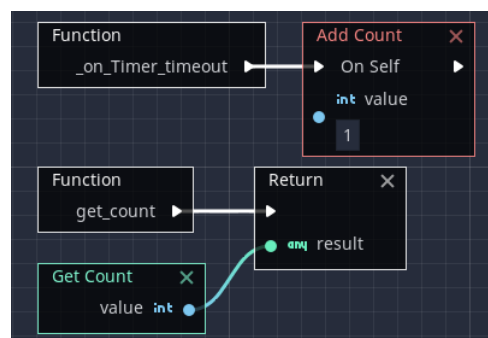 Function
_on_Timer_timeout
Add Count
On Self
int value
1
Function
get_count
Return
any result
Get Count
value int